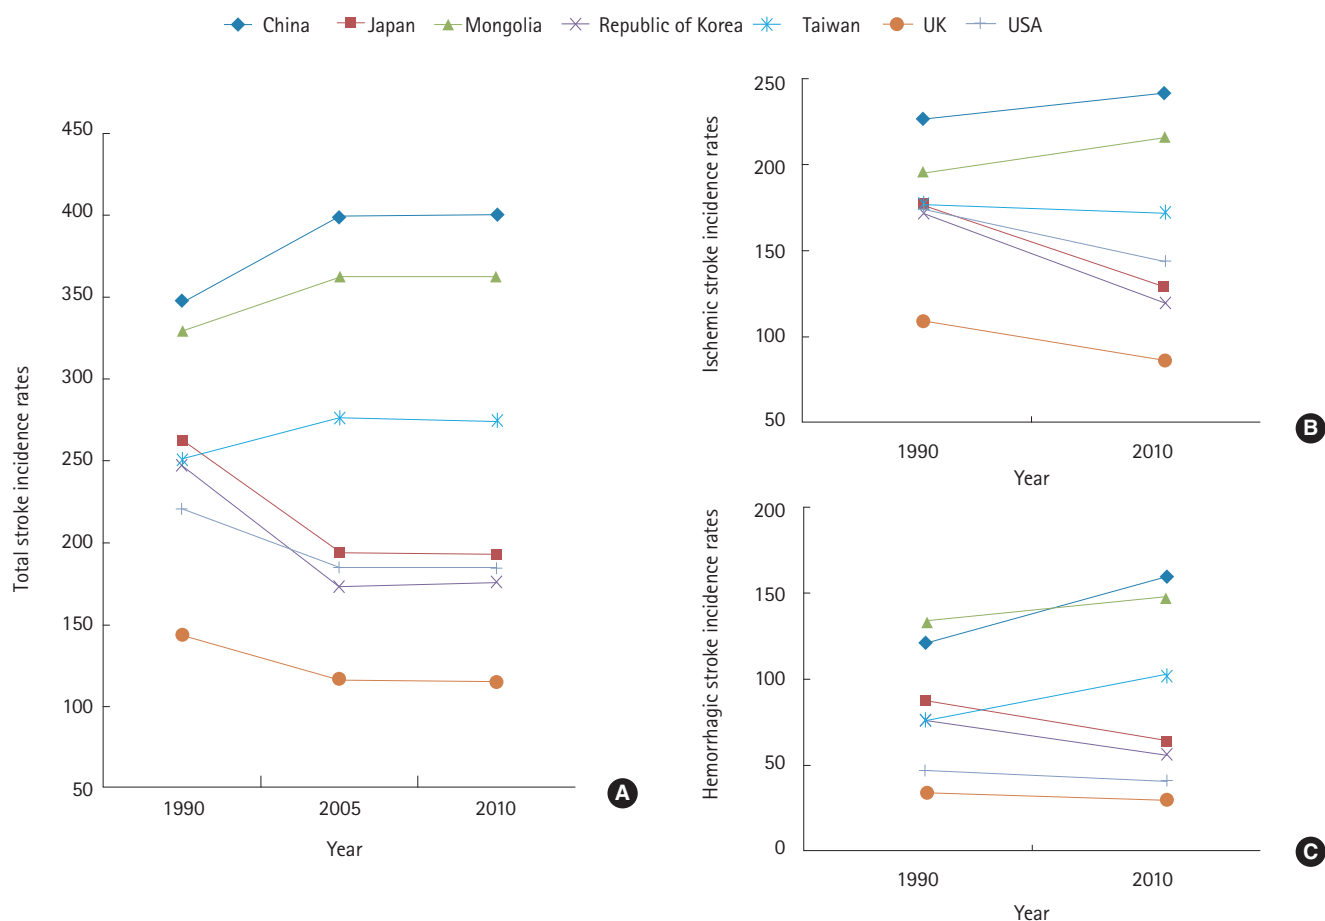 China Japan Mongolia Republic of Korea Taiwan UK USA
Total stroke incidence rates
450
400
350
300
250
200
150
100
50
1990 2005 2010
Year
A
Ischemic stroke incidence rates
250
200
150
100
50
1990 2010
Year
B
Hemorrhagic stroke incidence rates
200
150
100
50
0
1990 2010
Year
C